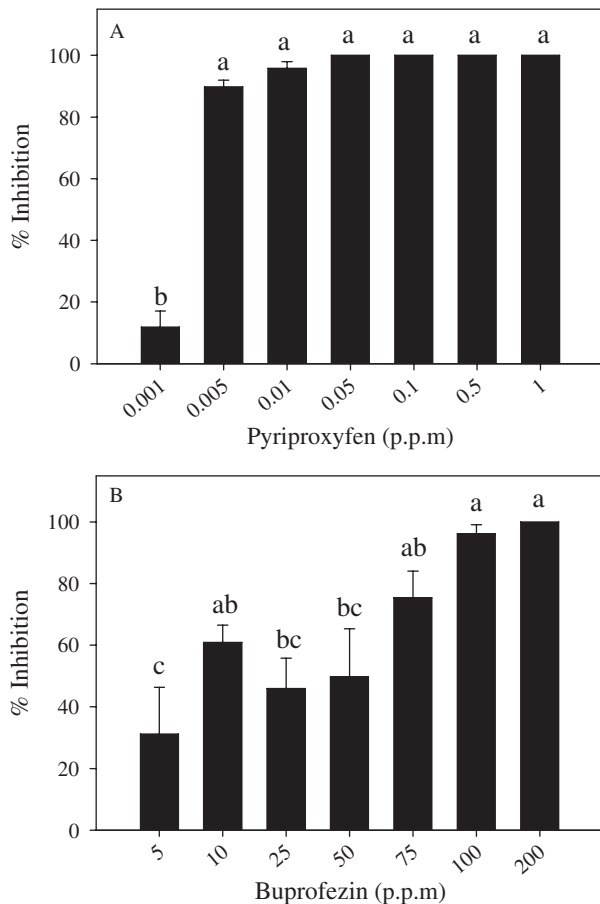 A
% Inhibition
100
80
60
40
20
0
b
a
a
a
a
a
a
0.001
0.005
0.01
0.05
0.1
0.5
1
Pyriproxyfen (p.p.m)
B
% Inhibition
100
80
60
40
20
0
c
ab
bc
bc
ab
a
a
5
10
25
50
75
100
200
Buprofezin (p.p.m)